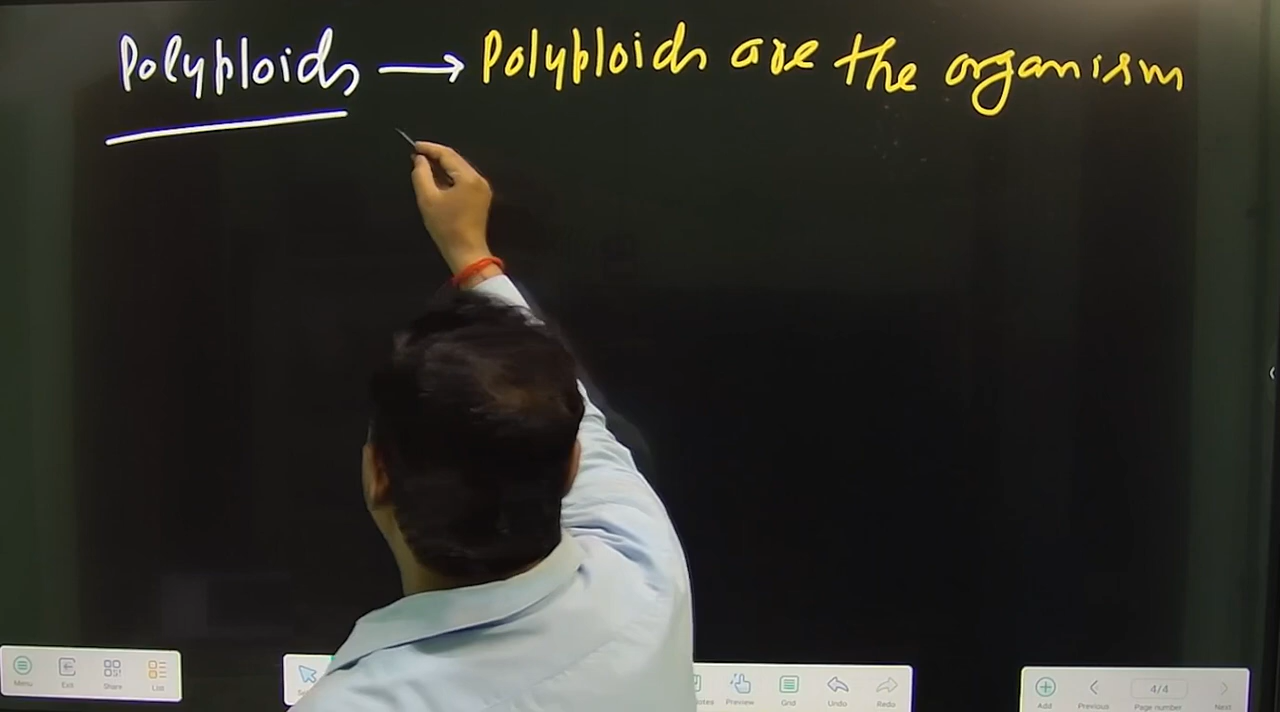 Polyploids → Polyploids are the organism
Menu Exit Share List Preview Grid Undo Redo Add Previous 4/4 Page number Next